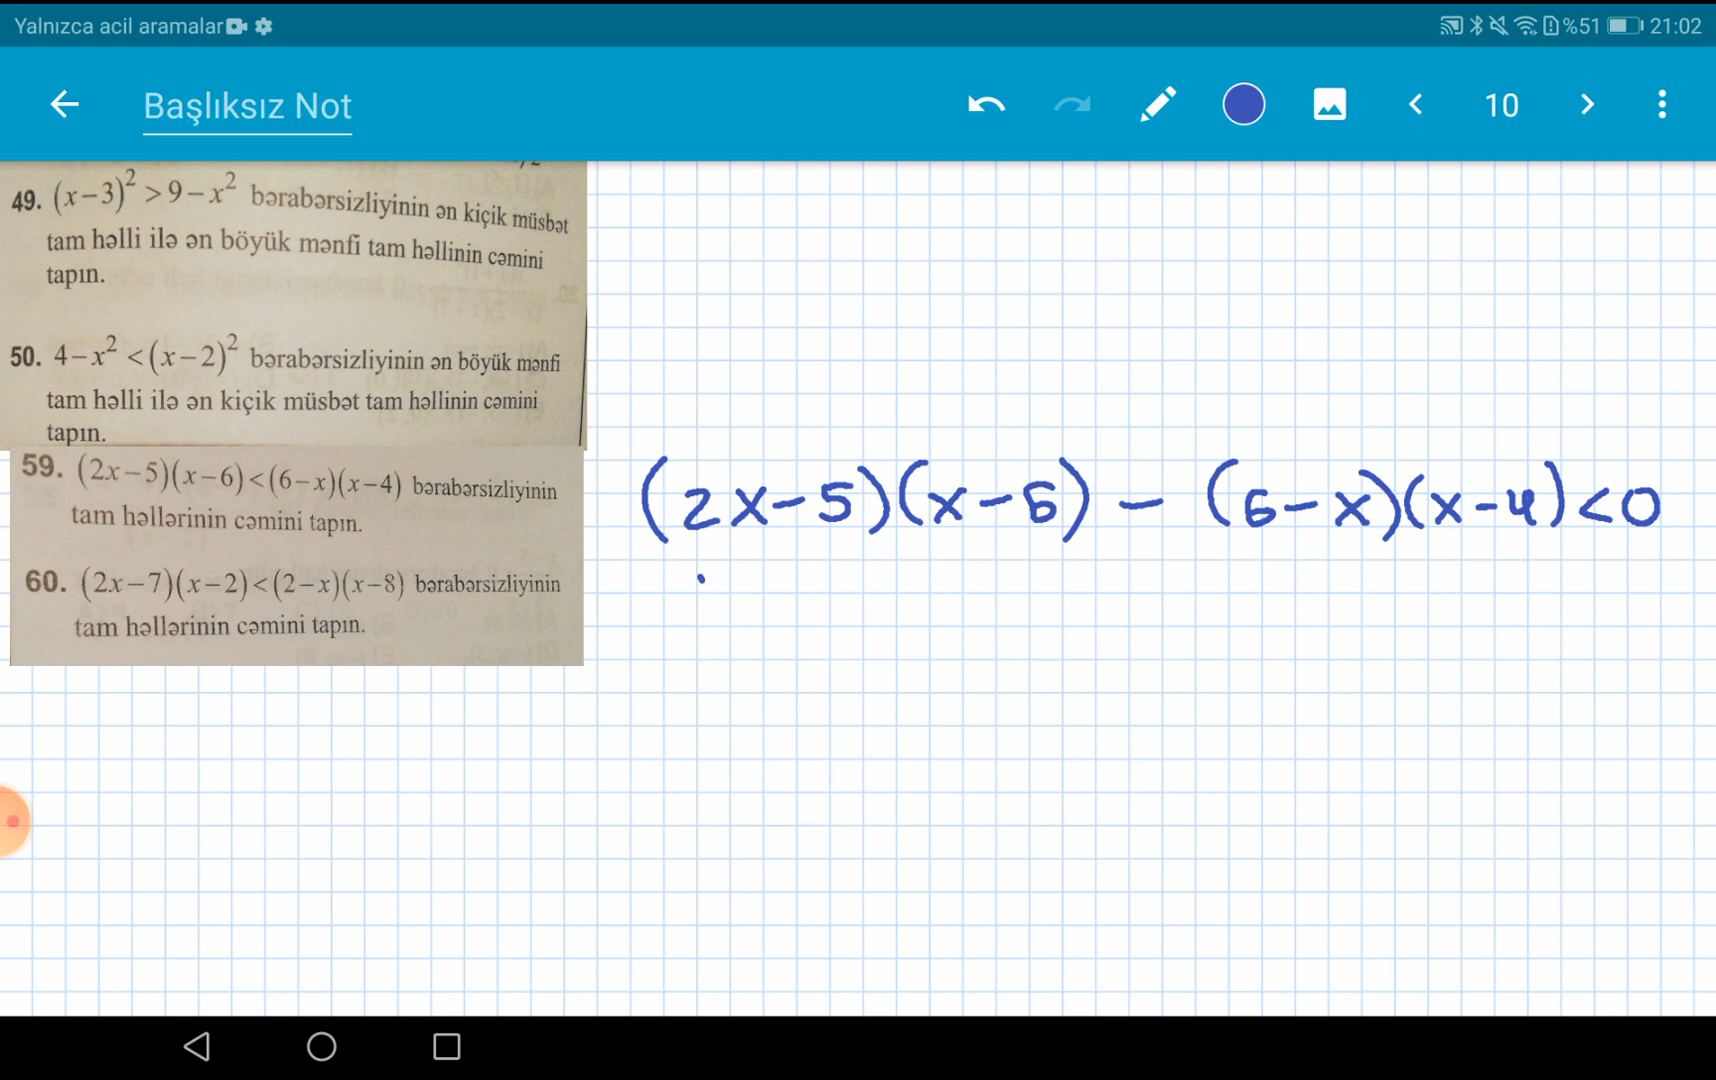 Yalnızca acil aramalar
%51 21:02
Başlıksız Not
10
49. (x−3)² > 9−x² bərabərsizliyinin ən kiçik müsbət
tam həlli ilə ən böyük mənfi tam həllinin cəmini
tapın.
50. 4−x² < (x−2)² bərabərsizliyinin ən böyük mənfi
tam həlli ilə ən kiçik müsbət tam həllinin cəmini
tapın.
59. (2x−5)(x−6)<(6−x)(x−4) bərabərsizliyinin
tam həllərinin cəmini tapın.
60. (2x−7)(x−2)<(2−x)(x−8) bərabərsizliyinin
tam həllərinin cəmini tapın.
(2x−5)(x−6) − (6−x)(x−4)<0